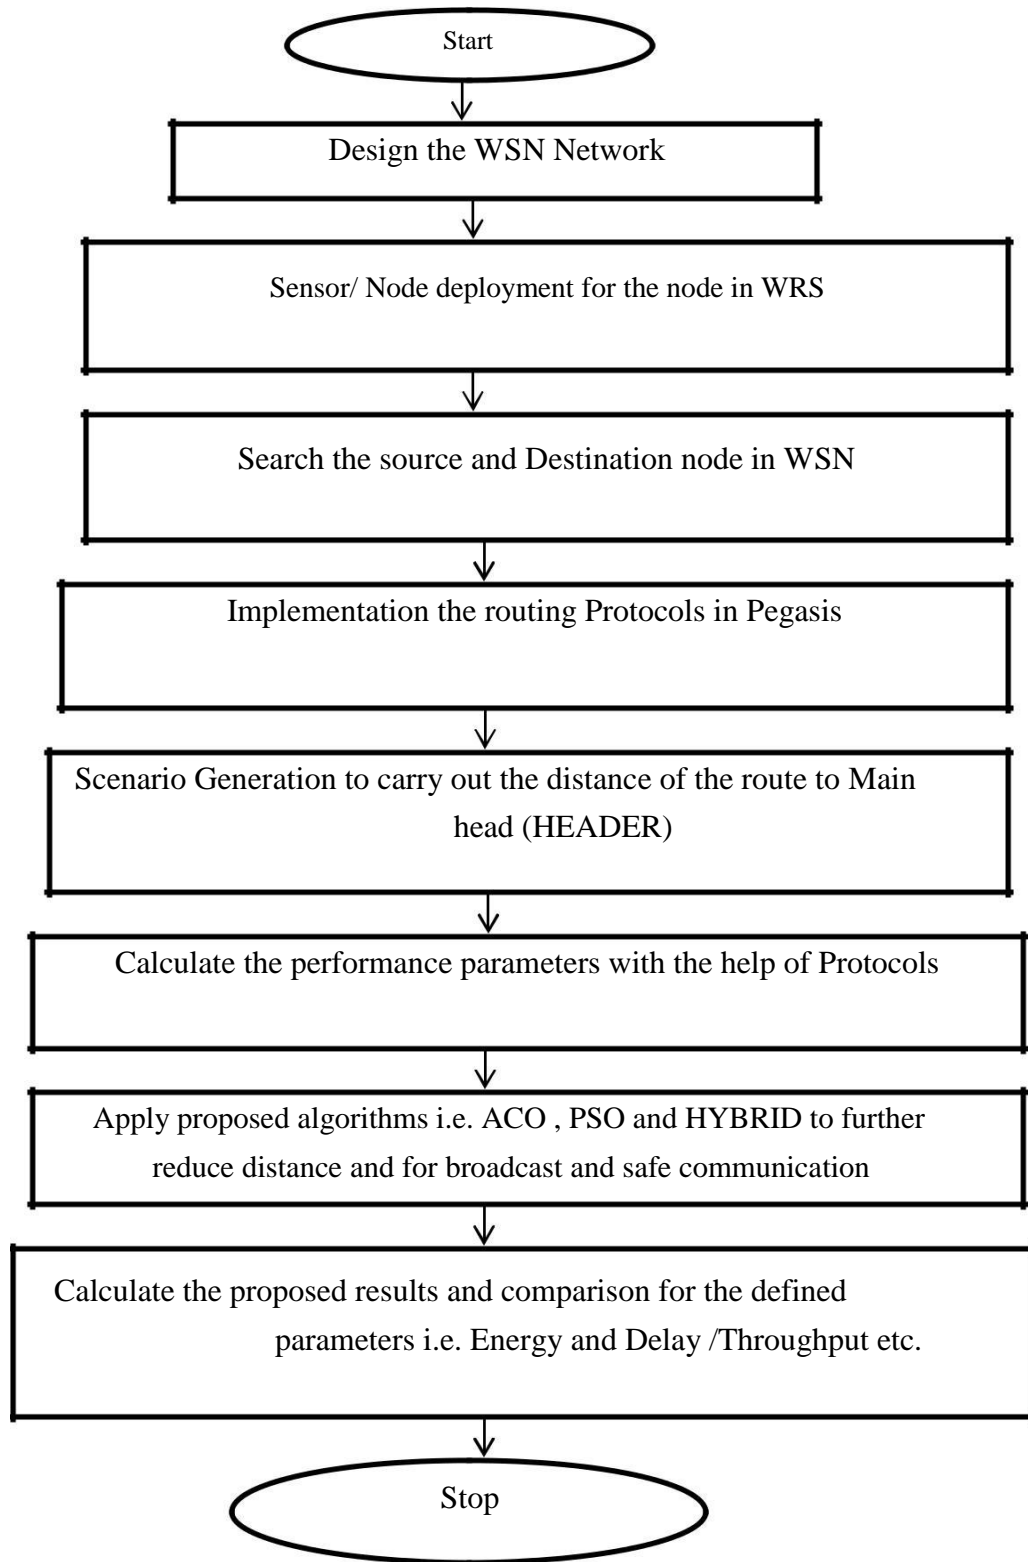 Start
Design the WSN Network
Sensor/ Node deployment for the node in WRS
Search the source and Destination node in WSN
Implementation the routing Protocols in Pegasis
Scenario Generation to carry out the distance of the route to Main
head (HEADER)
Calculate the performance parameters with the help of Protocols
Apply proposed algorithms i.e. ACO , PSO and HYBRID to further
reduce distance and for broadcast and safe communication
Calculate the proposed results and comparison for the defined
parameters i.e. Energy and Delay /Throughput etc.
Stop